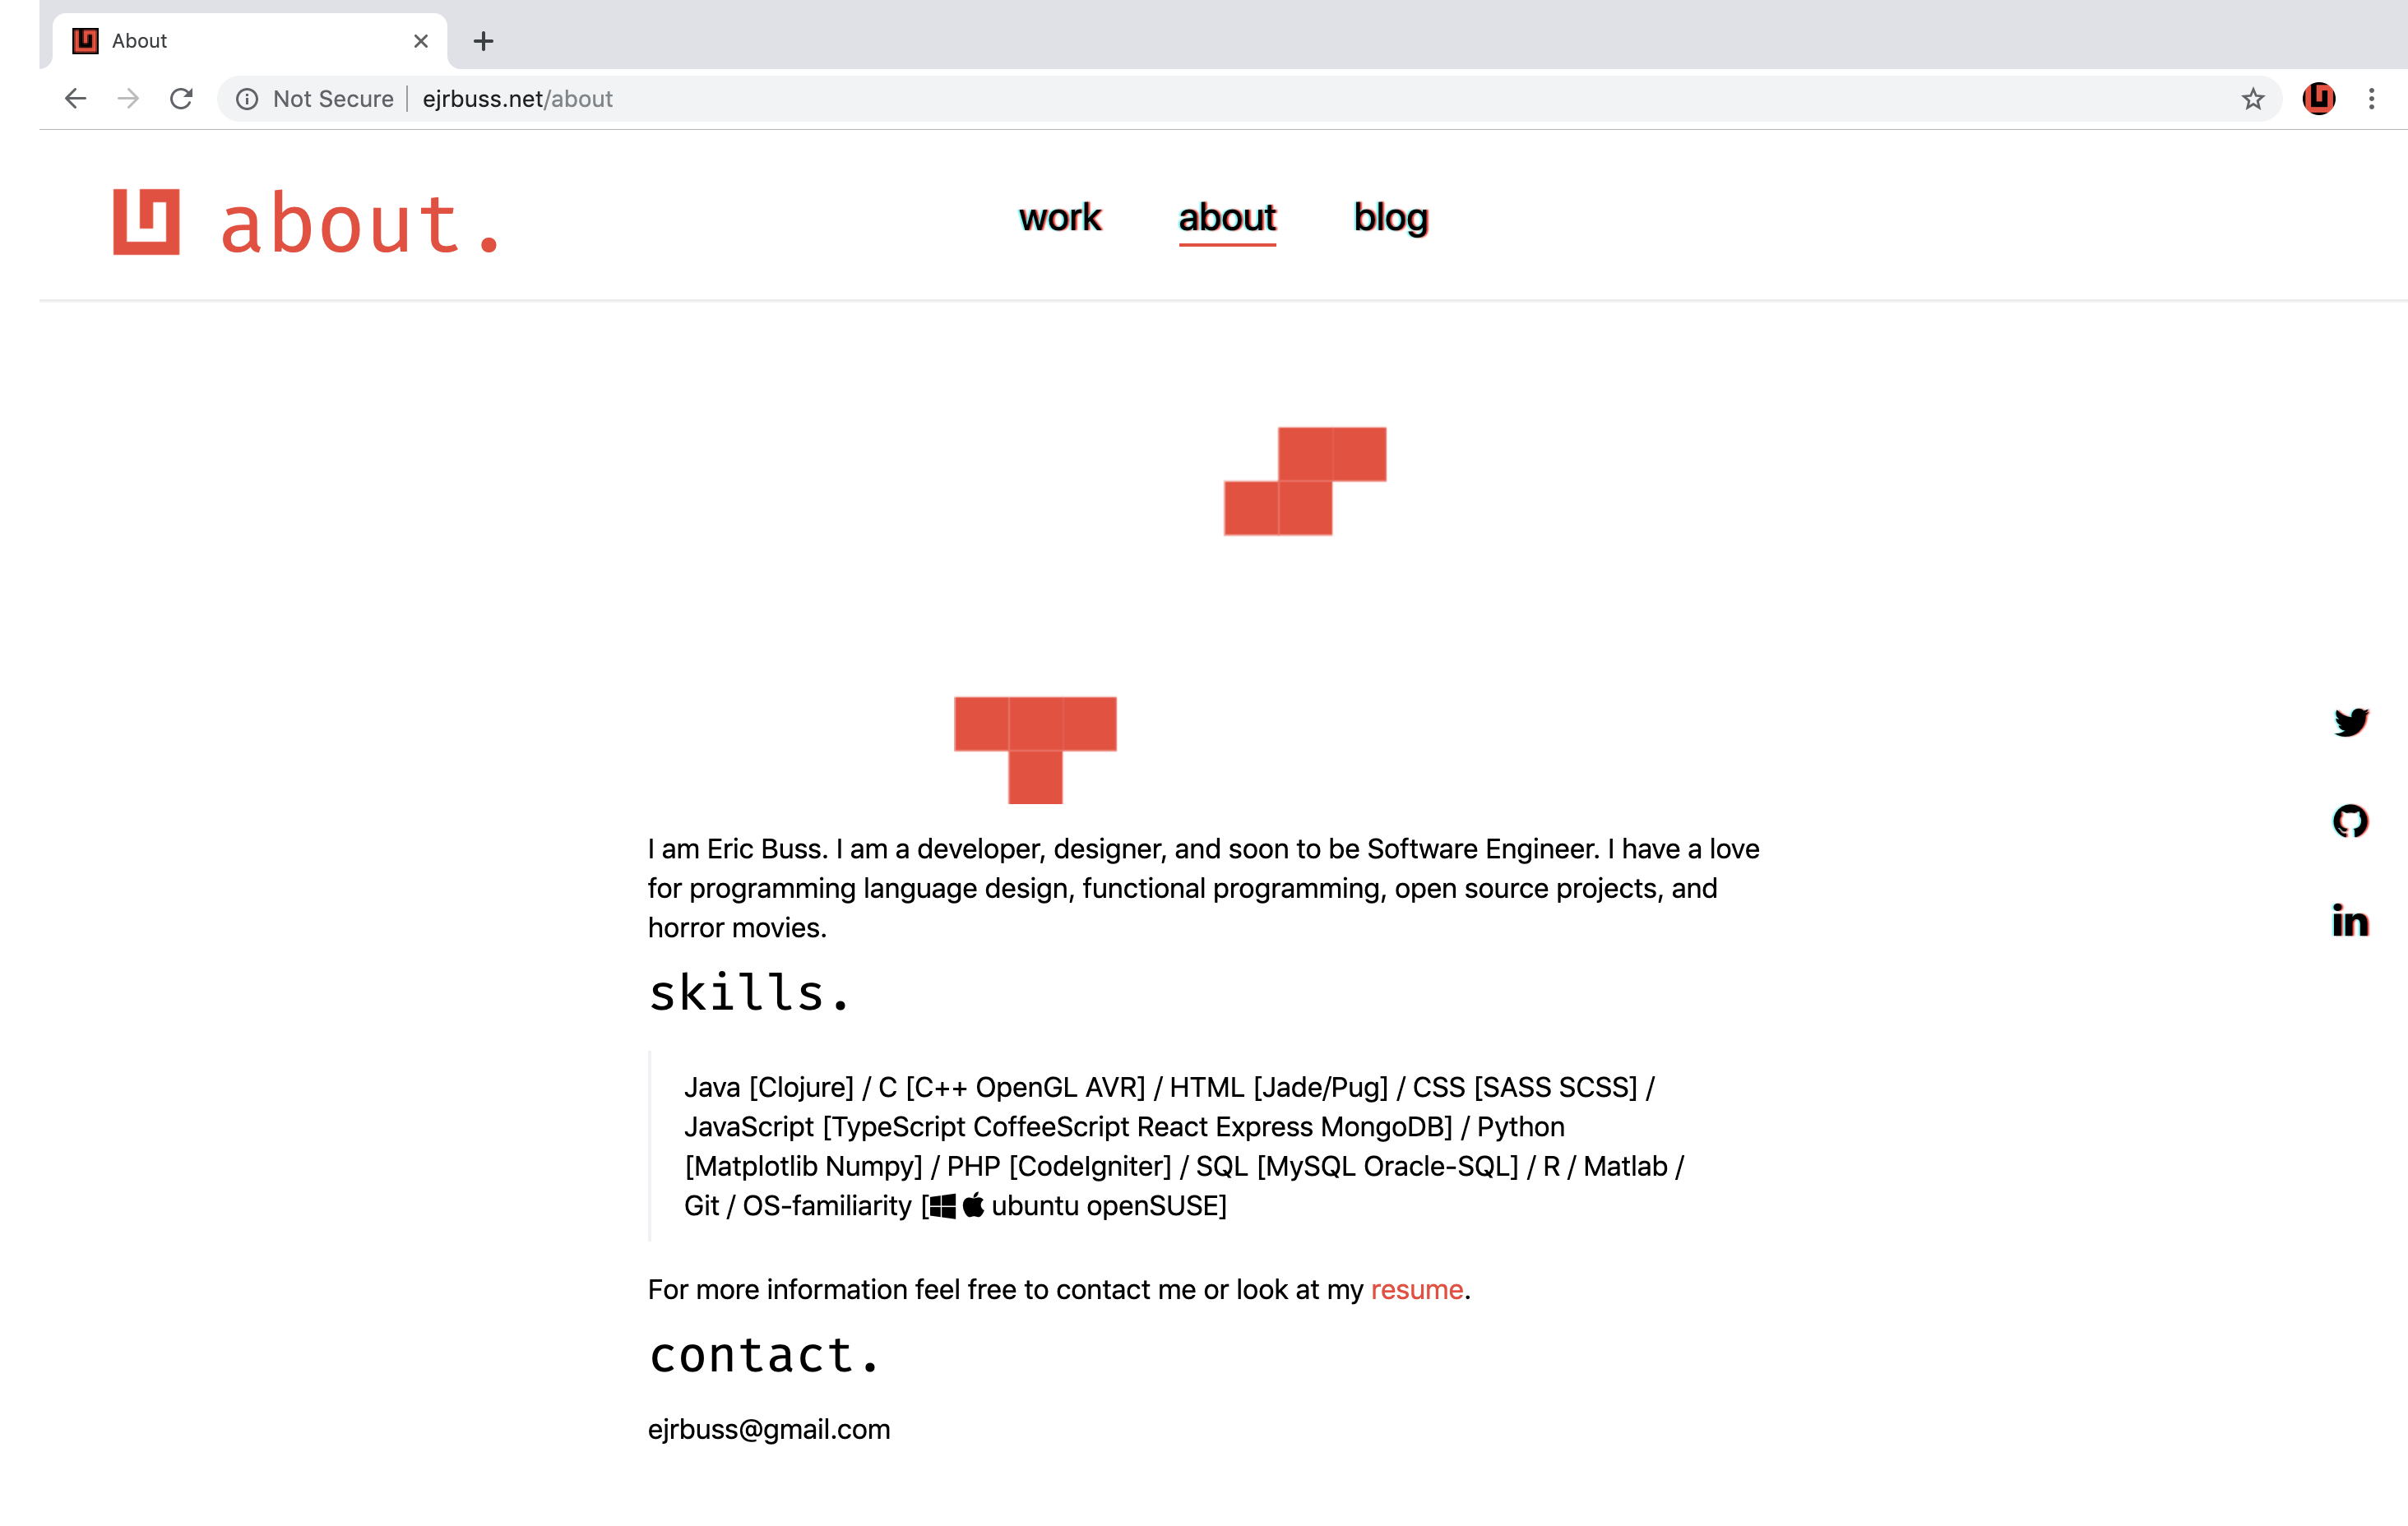 About
Not Secure ejrbuss.net/about
about.
work about blog
I am Eric Buss. I am a developer, designer, and soon to be Software Engineer. I have a love
for programming language design, functional programming, open source projects, and
horror movies.
skills.
Java [Clojure] / C [C++ OpenGL AVR] / HTML [Jade/Pug] / CSS [SASS SCSS] /
JavaScript [TypeScript CoffeeScript React Express MongoDB] / Python
[Matplotlib Numpy] / PHP [CodeIgniter] / SQL [MySQL Oracle-SQL] / R / Matlab /
Git / OS-familiarity [ ubuntu openSUSE]
For more information feel free to contact me or look at my resume.
contact.
ejrbuss@gmail.com
in